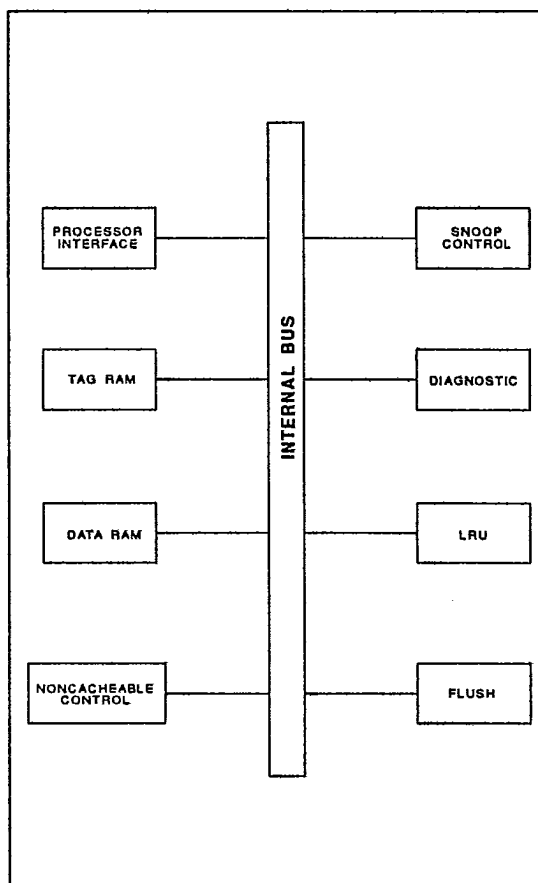 PROCESSOR
INTERFACE
SNOOP
CONTROL
INTERNAL BUS
TAG RAM
DIAGNOSTIC
DATA RAM
LRU
NONCACHEABLE
CONTROL
FLUSH